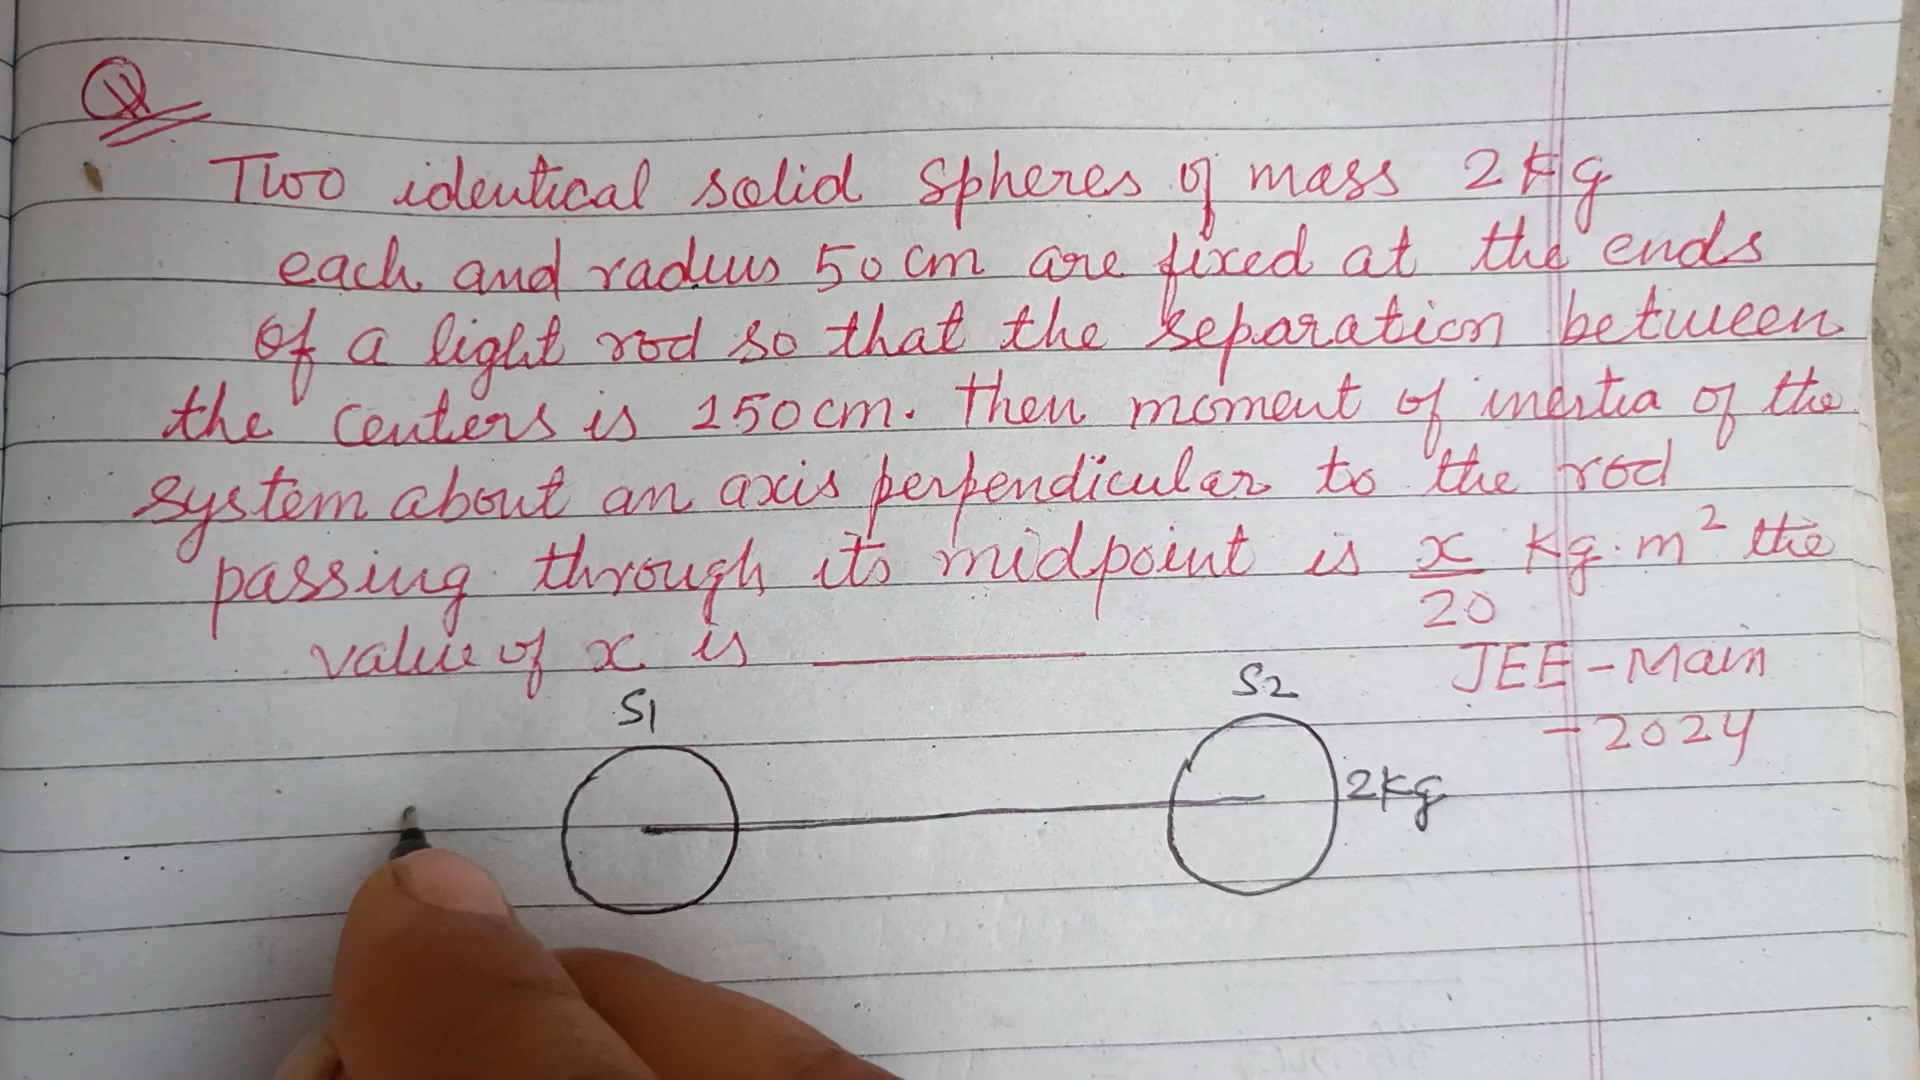 Q
Two identical solid spheres of mass 2 Kg
each and radius 50 cm are fixed at the ends
of a light rod so that the separation between
the centers is 150 cm. Then moment of inertia of the
system about an axis perpendicular to the rod
passing through its midpoint is x/20 Kg.m² the
value of x is ________
JEE - Main
- 2024
S1
S2
2Kg